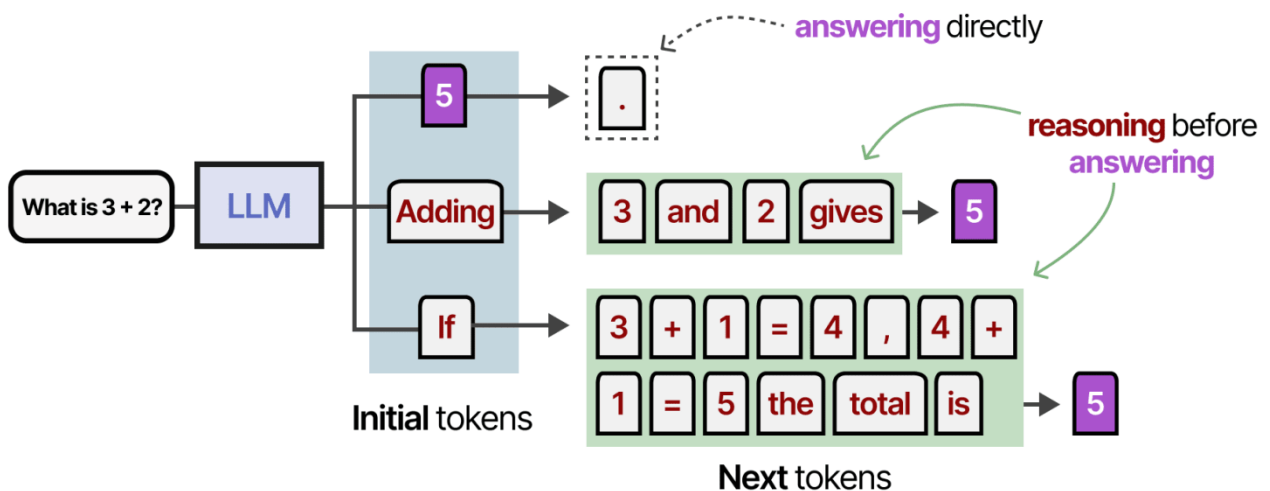 answering directly
5 .
reasoning before
answering
What is 3 + 2?
LLM
Adding 3 and 2 gives 5
If 3 + 1 = 4 , 4 +
1 = 5 the total is 5
Initial tokens
Next tokens